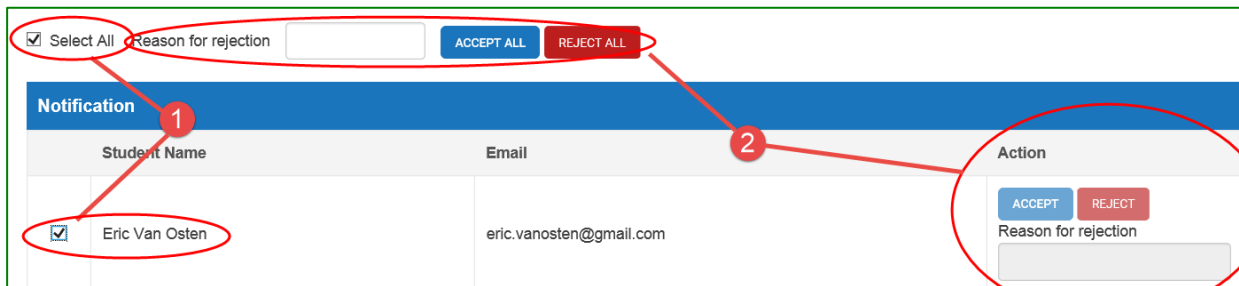 Select All Reason for rejection ACCEPT ALL REJECT ALL
Notification
1
2
Student Name Email Action
ACCEPT REJECT
Eric Van Osten eric.vanosten@gmail.com Reason for rejection